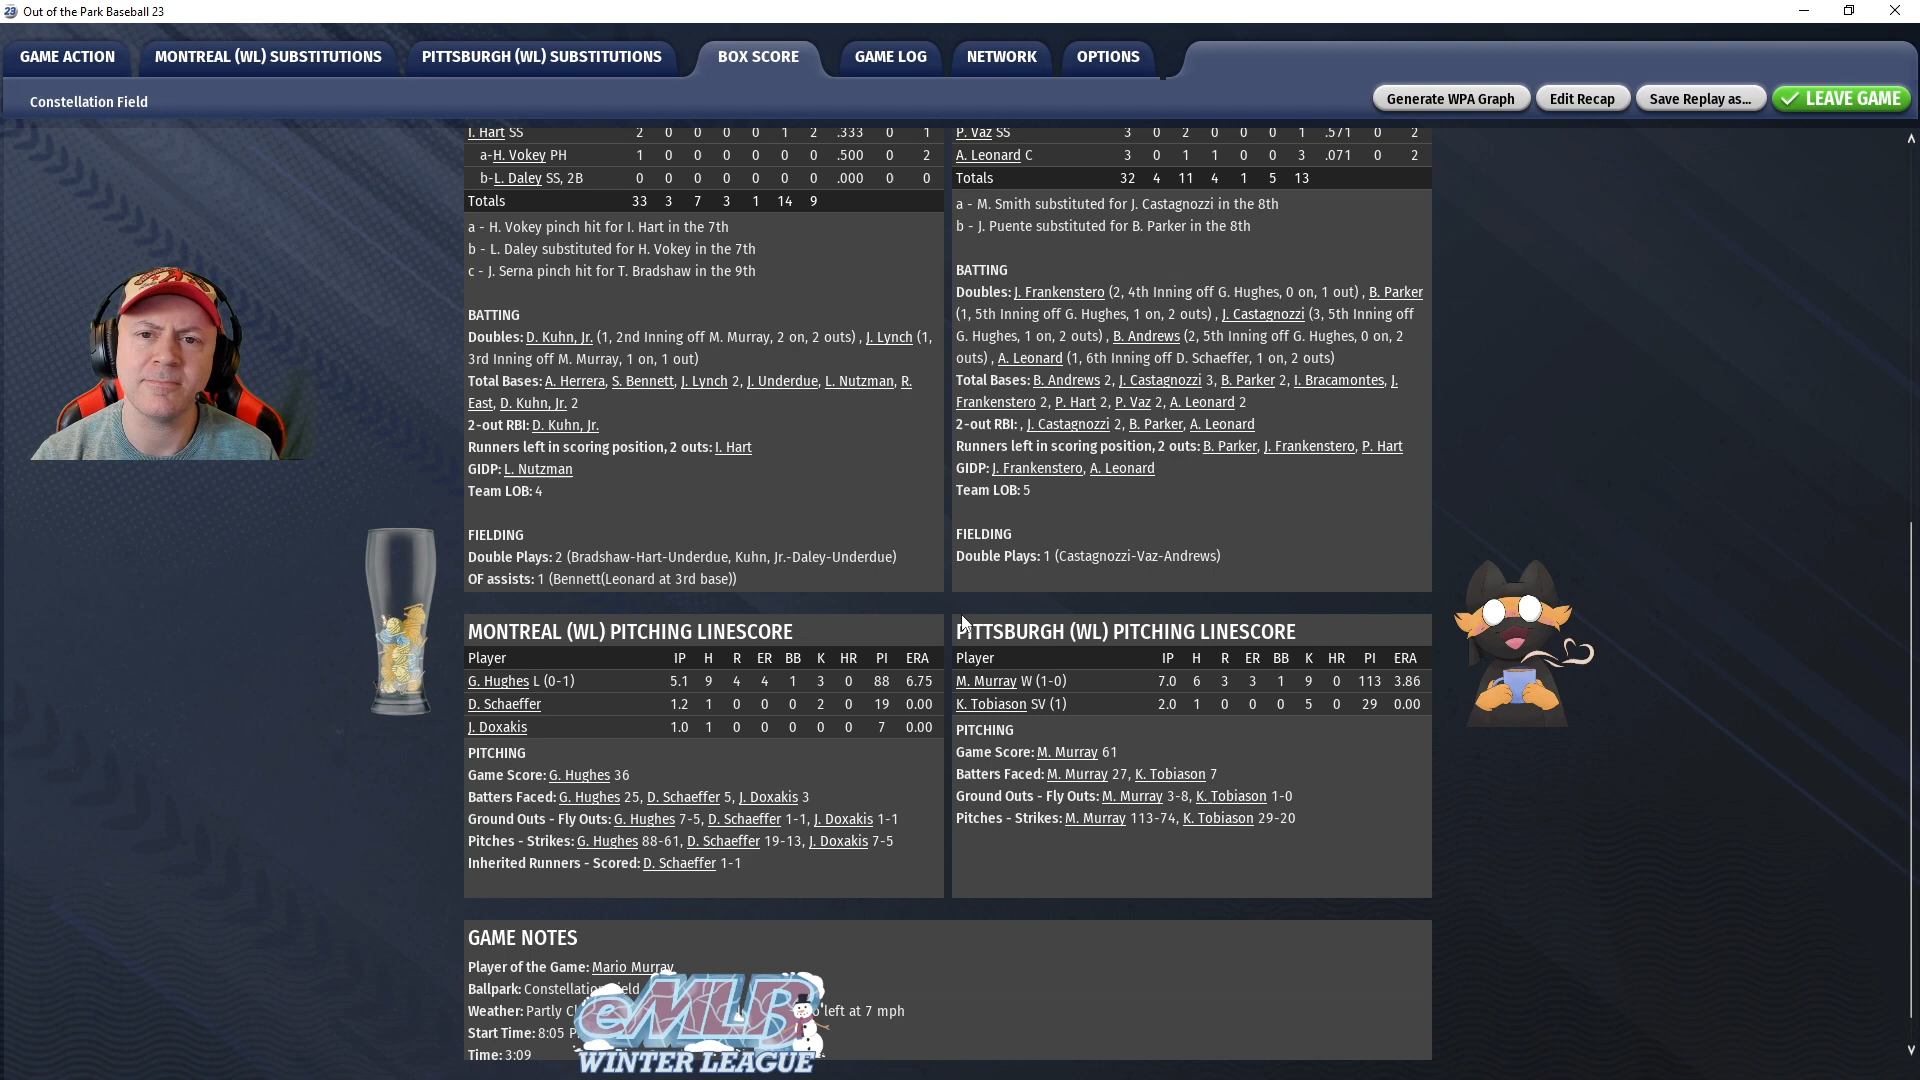 Out of the Park Baseball 23
GAME ACTION
MONTREAL (WL) SUBSTITUTIONS
PITTSBURGH (WL) SUBSTITUTIONS
BOX SCORE
GAME LOG
NETWORK
OPTIONS
Constellation Field
Generate WPA Graph
Edit Recap
Save Replay as...
LEAVE GAME
I. Hart SS 2 0 0 0 0 1 2 .333 0 1
a-H. Vokey PH 1 0 0 0 0 0 0 .500 0 2
b-L. Daley SS, 2B 0 0 0 0 0 0 0 .000 0 0
Totals 33 3 7 3 1 14 9
a - H. Vokey pinch hit for I. Hart in the 7th
b - L. Daley substituted for H. Vokey in the 7th
c - J. Serna pinch hit for T. Bradshaw in the 9th
BATTING
Doubles: D. Kuhn, Jr. (1, 2nd Inning off M. Murray, 2 on, 2 outs) , J. Lynch (1,
3rd Inning off M. Murray, 1 on, 1 out)
Total Bases: A. Herrera, S. Bennett, J. Lynch 2, J. Underdue, L. Nutzman, R.
East, D. Kuhn, Jr. 2
2-out RBI: D. Kuhn, Jr.
Runners left in scoring position, 2 outs: I. Hart
GIDP: L. Nutzman
Team LOB: 4
FIELDING
Double Plays: 2 (Bradshaw-Hart-Underdue, Kuhn, Jr.-Daley-Underdue)
OF assists: 1 (Bennett(Leonard at 3rd base))
P. Vaz SS 3 0 2 0 0 0 1 .571 0 2
A. Leonard C 3 0 1 1 0 0 3 .071 0 2
Totals 32 4 11 4 1 5 13
a - M. Smith substituted for J. Castagnozzi in the 8th
b - J. Puente substituted for B. Parker in the 8th
BATTING
Doubles: J. Frankenstero (2, 4th Inning off G. Hughes, 0 on, 1 out) , B. Parker
(1, 5th Inning off G. Hughes, 1 on, 2 outs) , J. Castagnozzi (3, 5th Inning off
G. Hughes, 1 on, 2 outs) , B. Andrews (2, 5th Inning off G. Hughes, 0 on, 2
outs) , A. Leonard (1, 6th Inning off D. Schaeffer, 1 on, 2 outs)
Total Bases: B. Andrews 2, J. Castagnozzi 3, B. Parker 2, I. Bracamontes, J.
Frankenstero 2, P. Hart 2, P. Vaz 2, A. Leonard 2
2-out RBI: , J. Castagnozzi 2, B. Parker, A. Leonard
Runners left in scoring position, 2 outs: B. Parker, J. Frankenstero, P. Hart
GIDP: J. Frankenstero, A. Leonard
Team LOB: 5
FIELDING
Double Plays: 1 (Castagnozzi-Vaz-Andrews)
MONTREAL (WL) PITCHING LINESCORE
Player IP H R ER BB K HR PI ERA
G. Hughes L (0-1) 5.1 9 4 4 1 3 0 88 6.75
D. Schaeffer 1.2 1 0 0 0 2 0 19 0.00
J. Doxakis 1.0 1 0 0 0 0 0 7 0.00
PITCHING
Game Score: G. Hughes 36
Batters Faced: G. Hughes 25, D. Schaeffer 5, J. Doxakis 3
Ground Outs - Fly Outs: G. Hughes 7-5, D. Schaeffer 1-1, J. Doxakis 1-1
Pitches - Strikes: G. Hughes 88-61, D. Schaeffer 19-13, J. Doxakis 7-5
Inherited Runners - Scored: D. Schaeffer 1-1
PITTSBURGH (WL) PITCHING LINESCORE
Player IP H R ER BB K HR PI ERA
M. Murray W (1-0) 7.0 6 3 3 1 9 0 113 3.86
K. Tobiason SV (1) 2.0 1 0 0 0 5 0 29 0.00
PITCHING
Game Score: M. Murray 61
Batters Faced: M. Murray 27, K. Tobiason 7
Ground Outs - Fly Outs: M. Murray 3-8, K. Tobiason 1-0
Pitches - Strikes: M. Murray 113-74, K. Tobiason 29-20
GAME NOTES
Player of the Game: Mario Murray
Ballpark: Constellation Field
Weather: Partly left at 7 mph
Start Time: 8:05
Time: 3:09
eMLB
WINTER LEAGUE